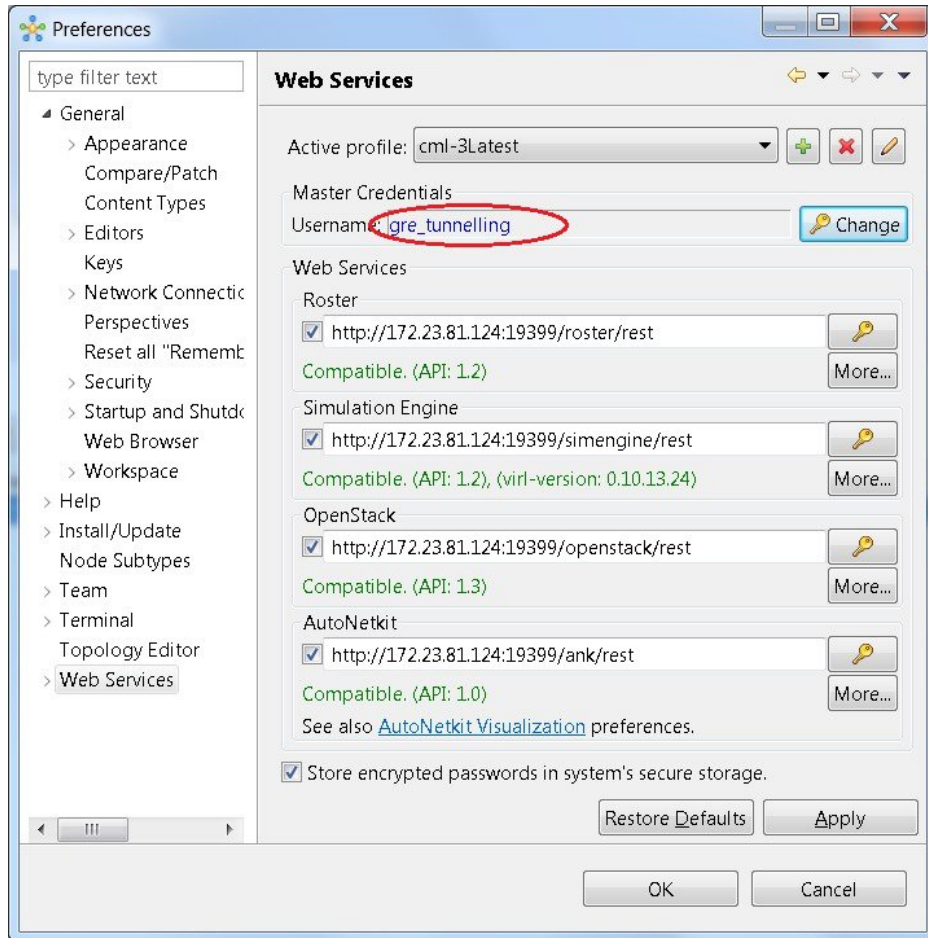 Preferences
type filter text
General
Appearance
Compare/Patch
Content Types
Editors
Keys
Network Connectic
Perspectives
Reset all "Rememb
Security
Startup and Shutdo
Web Browser
Workspace
Help
Install/Update
Node Subtypes
Team
Terminal
Topology Editor
Web Services
Web Services
Active profile: cml-3Latest
Master Credentials
Username: gre_tunnelling Change
Web Services
Roster
http://172.23.81.124:19399/roster/rest
Compatible. (API: 1.2) More...
Simulation Engine
http://172.23.81.124:19399/simengine/rest
Compatible. (API: 1.2), (virl-version: 0.10.13.24) More...
OpenStack
http://172.23.81.124:19399/openstack/rest
Compatible. (API: 1.3) More...
AutoNetkit
http://172.23.81.124:19399/ank/rest
Compatible. (API: 1.0) More...
See also AutoNetkit Visualization preferences.
Store encrypted passwords in system's secure storage.
Restore Defaults Apply
OK Cancel